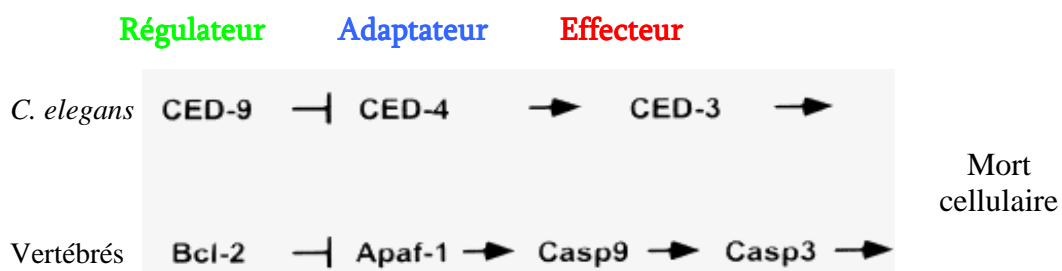 Régulateur Adaptateur Effecteur
C. elegans CED-9 CED-4 CED-3
Mort
cellulaire
Vertébrés Bcl-2 Apaf-1 Casp9 Casp3